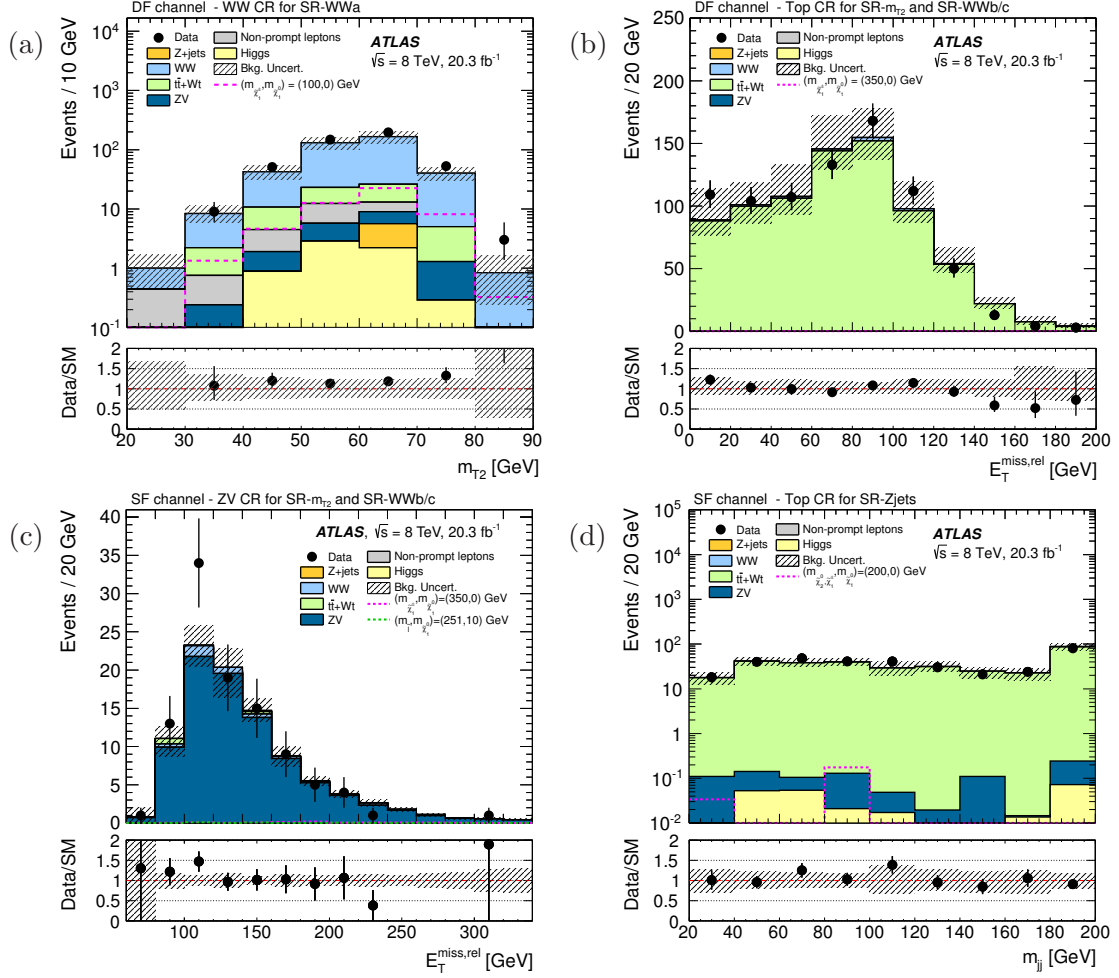 (a)
DF channel - WW CR for SR-WWa
Events / 10 GeV
10⁴
10³
10²
10
1
10⁻¹
Data
Z+jets
WW
tt̄+Wt
ZV
Non-prompt leptons
Higgs
Bkg. Uncert.
(m_χ̃₁±,m_χ̃₁⁰) = (100,0) GeV
ATLAS
√s = 8 TeV, 20.3 fb⁻¹
Data/SM
2
1.5
1
0.5
0
20 30 40 50 60 70 80 90
m_T2 [GeV]
(b)
DF channel - Top CR for SR-m_T2 and SR-WWb/c
Events / 20 GeV
250
200
150
100
50
0
Data
Z+jets
WW
tt̄+Wt
ZV
Non-prompt leptons
Higgs
Bkg. Uncert.
(m_χ̃₁±,m_χ̃₁⁰) = (350,0) GeV
ATLAS
√s = 8 TeV, 20.3 fb⁻¹
Data/SM
2
1.5
1
0.5
0
0 20 40 60 80 100 120 140 160 180 200
E_T^miss,rel [GeV]
(c)
SF channel - ZV CR for SR-m_T2 and SR-WWb/c
Events / 20 GeV
40
35
30
25
20
15
10
5
0
Data
Z+jets
WW
tt̄+Wt
ZV
ATLAS, √s = 8 TeV, 20.3 fb⁻¹
Non-prompt leptons
Higgs
Bkg. Uncert.
(m_χ̃₁±,m_χ̃₁⁰)=(350,0) GeV
(m_l̃,m_χ̃₁⁰)=(251,10) GeV
Data/SM
2
1.5
1
0.5
0
100 150 200 250 300
E_T^miss,rel [GeV]
(d)
SF channel - Top CR for SR-Zjets
Events / 20 GeV
10⁵
10⁴
10³
10²
10
1
10⁻¹
10⁻²
Data
Z+jets
WW
tt̄+Wt
ZV
Non-prompt leptons
Higgs
Bkg. Uncert.
(m_χ̃₂⁰,χ̃₁±,m_χ̃₁⁰)=(200,0) GeV
ATLAS
√s = 8 TeV, 20.3 fb⁻¹
Data/SM
2
1.5
1
0.5
0
20 40 60 80 100 120 140 160 180 200
m_jj [GeV]